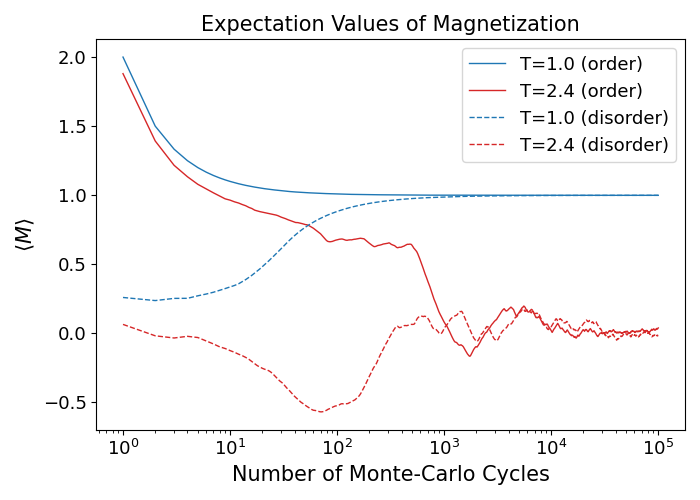 Expectation Values of Magnetization
T=1.0 (order)
T=2.4 (order)
T=1.0 (disorder)
T=2.4 (disorder)
⟨M⟩
2.0
1.5
1.0
0.5
0.0
−0.5
10⁰ 10¹ 10² 10³ 10⁴ 10⁵
Number of Monte-Carlo Cycles